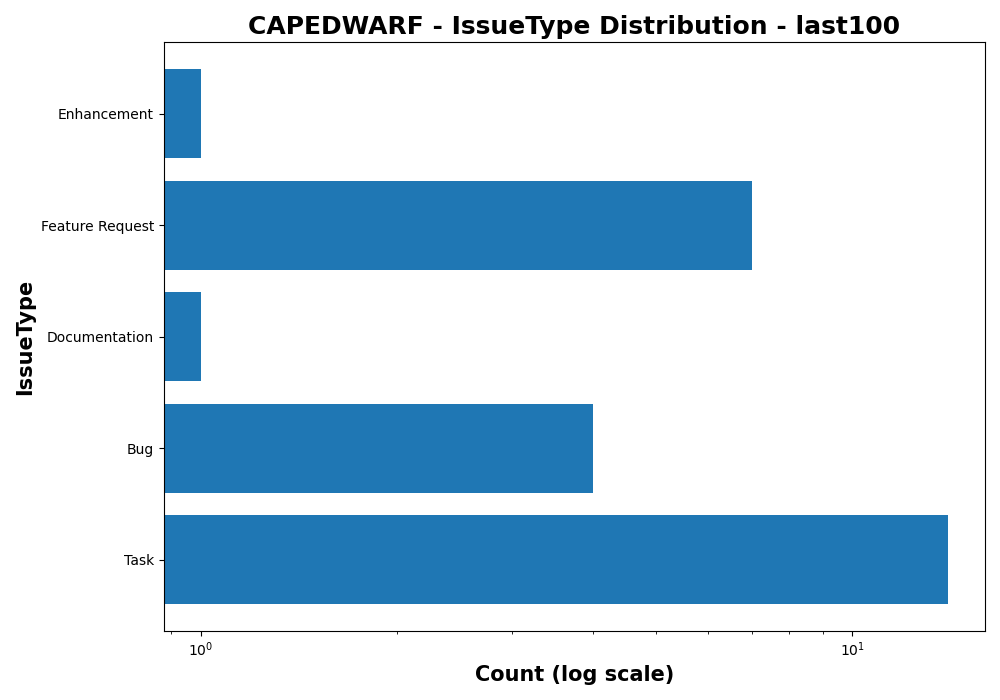 CAPEDWARF - IssueType Distribution - last100
Enhancement
Feature Request
Documentation
Bug
Task
IssueType
10⁰
10¹
Count (log scale)